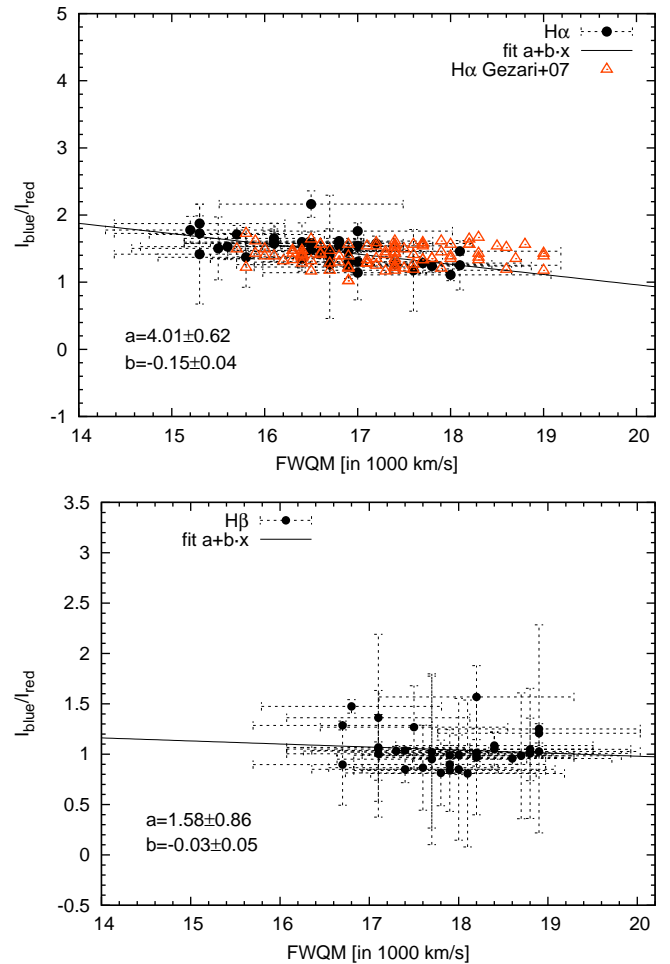 5
4
3
2
1
0
-1
I_blue/I_red
Hα
fit a+b·x
Hα Gezari+07
a=4.01±0.62
b=-0.15±0.04
14 15 16 17 18 19 20
FWQM [in 1000 km/s]
3.5
3
2.5
2
1.5
1
0.5
0
-0.5
I_blue/I_red
Hβ
fit a+b·x
a=1.58±0.86
b=-0.03±0.05
14 15 16 17 18 19 20
FWQM [in 1000 km/s]